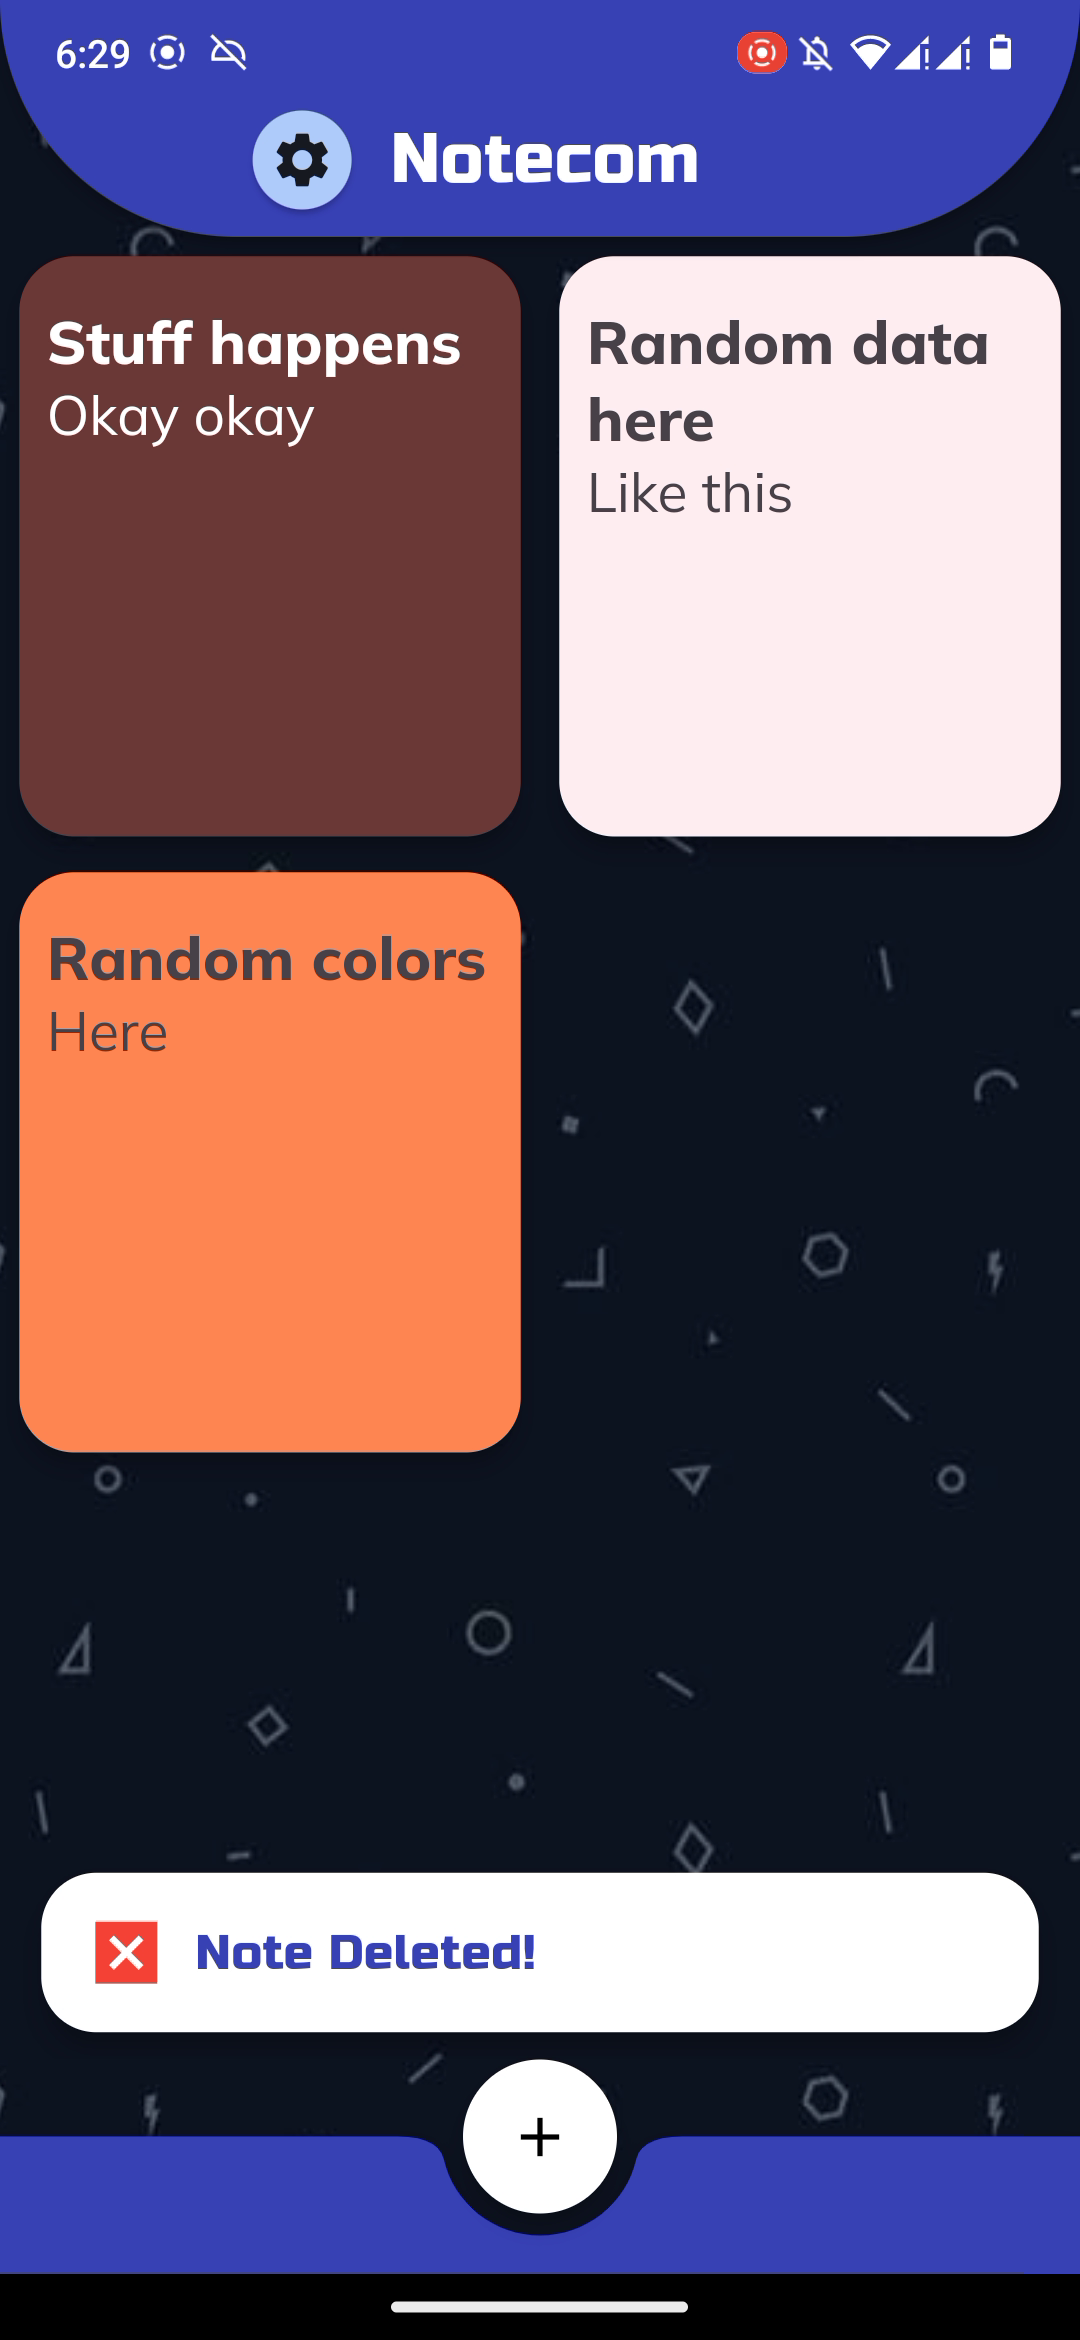 6:29
Notecom
Stuff happens
Okay okay
Random data
here
Like this
Random colors
Here
Note Deleted!